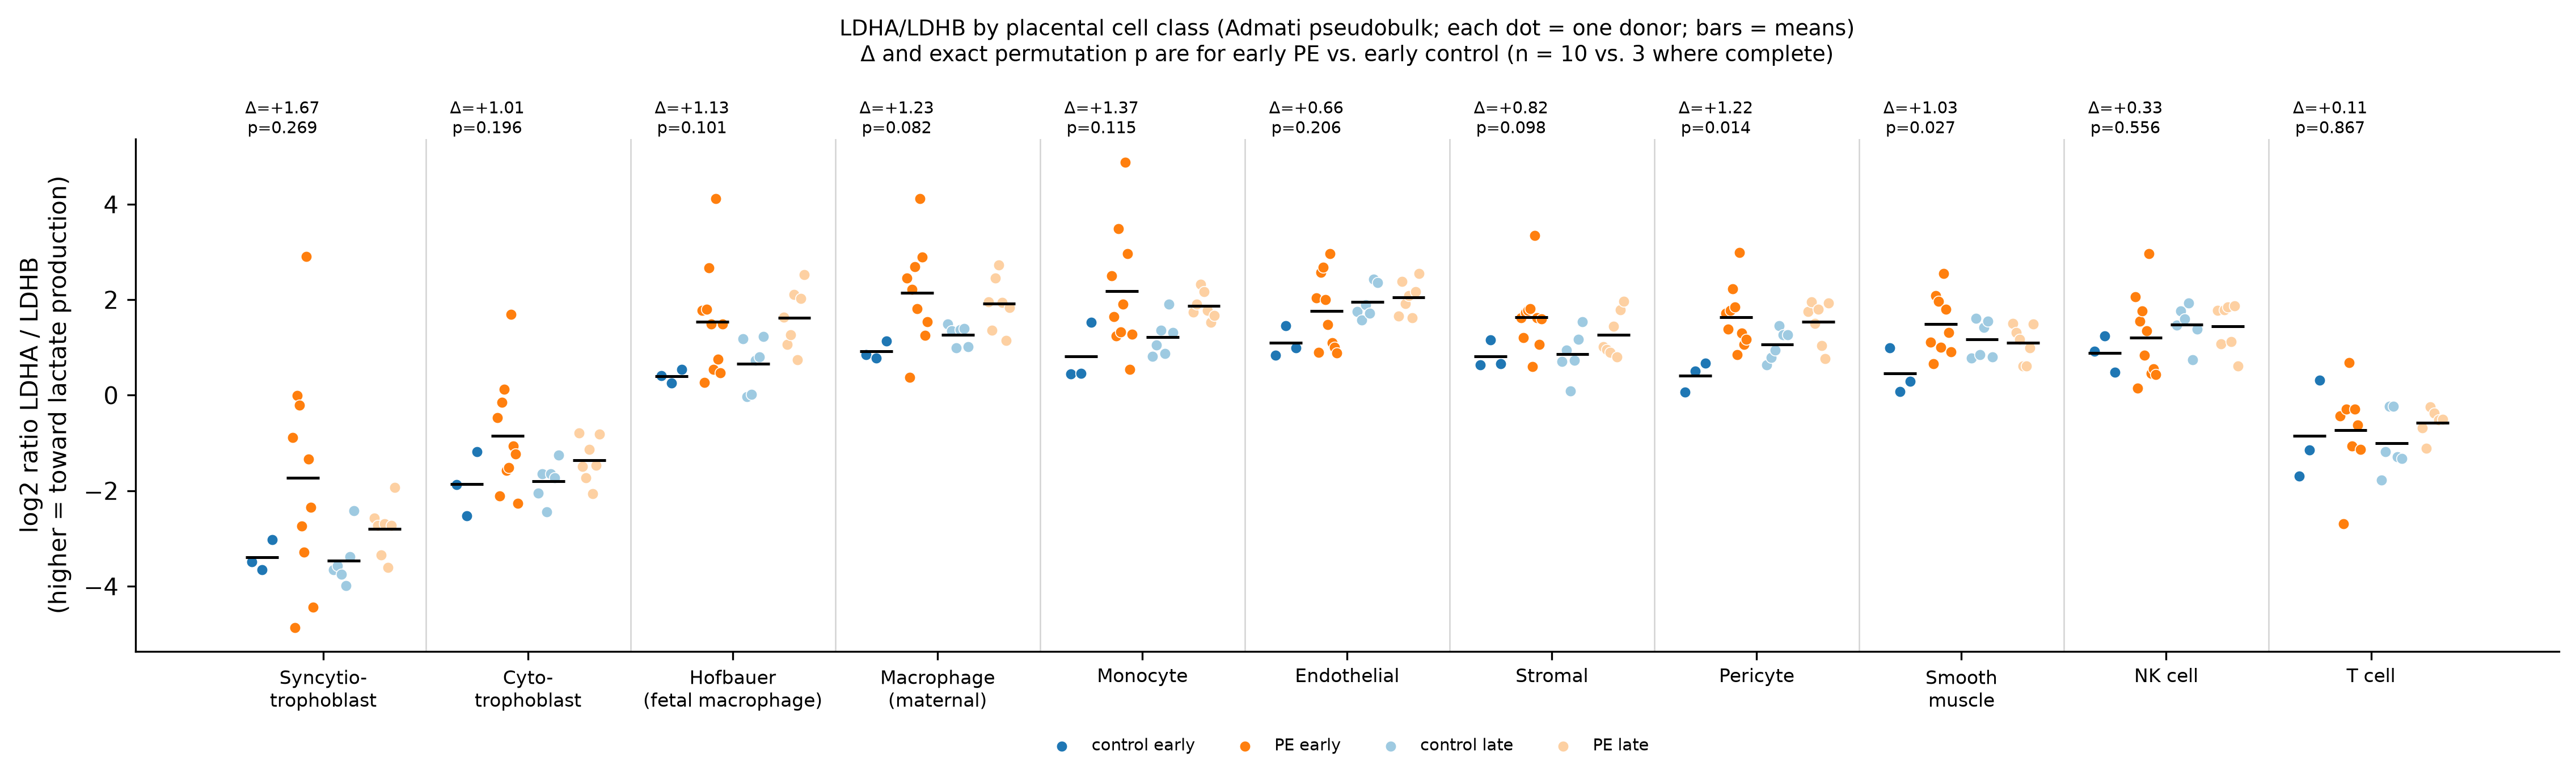 LDHA/LDHB by placental cell class (Admati pseudobulk; each dot = one donor; bars = means)
Δ and exact permutation p are for early PE vs. early control (n = 10 vs. 3 where complete)
Δ=+1.67
p=0.269
Δ=+1.01
p=0.196
Δ=+1.13
p=0.101
Δ=+1.23
p=0.082
Δ=+1.37
p=0.115
Δ=+0.66
p=0.206
Δ=+0.82
p=0.098
Δ=+1.22
p=0.014
Δ=+1.03
p=0.027
Δ=+0.33
p=0.556
Δ=+0.11
p=0.867
log2 ratio LDHA / LDHB
(higher = toward lactate production)
4
2
0
−2
−4
Syncytio-
trophoblast
Cyto-
trophoblast
Hofbauer
(fetal macrophage)
Macrophage
(maternal)
Monocyte
Endothelial
Stromal
Pericyte
Smooth
muscle
NK cell
T cell
control early
PE early
control late
PE late